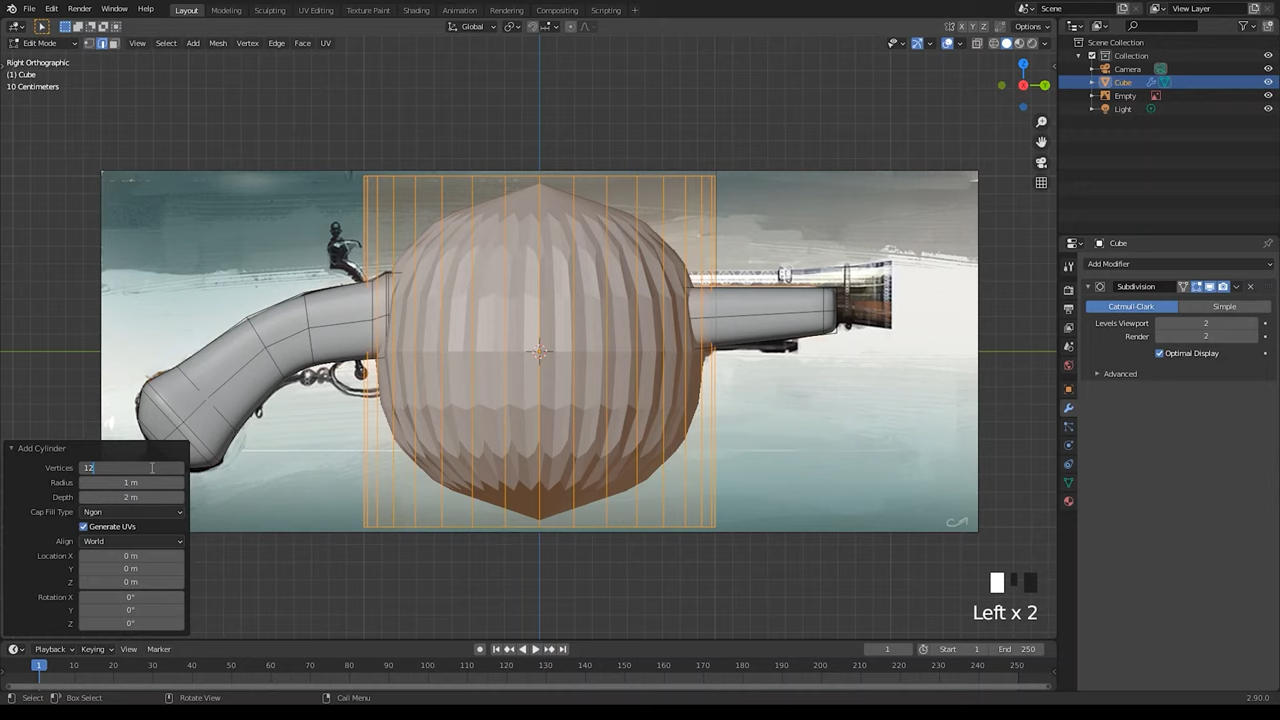 File Edit Render Window Help Layout Modeling Sculpting UV Editing Texture Paint Shading Animation Rendering Compositing Scripting + Scene View Layer
Global X Y Z Options
Edit Mode View Select Add Mesh Vertex Edge Face UV
Right Orthographic
(1) Cube
10 Centimeters
Z
Y
Scene Collection
Collection
Camera
Cube
Empty
Light
Cube
Add Modifier
Subdivision
Catmull-Clark Simple
Levels Viewport 2
Render 2
Optimal Display
Advanced
Add Cylinder
Vertices 12
Radius 1 m
Depth 2 m
Cap Fill Type Ngon
Generate UVs
Align World
Location X 0 m
Y 0 m
Z 0 m
Rotation X 0°
Y 0°
Z 0°
Left x 2
Playback Keying View Marker 1 Start 1 End 250
1 10 20 30 40 50 60 70 80 90 100 110 120 130 140 150 160 170 180 190 200 210 220 230 240 250
Select Box Select Rotate View Call Menu 2.90.0